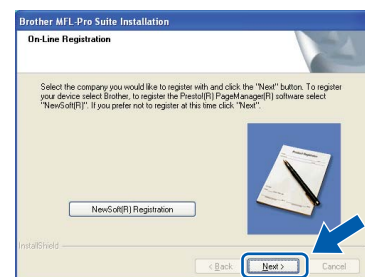 Brother MFL-Pro Suite Installation
On-Line Registration
Select the company you would like to register with and click the "Next" button. To register
your device select Brother, to register the Presto!(R) PageManager(R) software select
"NewSoft(R)". If you prefer not to register at this time click "Next".
NewSoft(R) Registration
InstallShield
< Back
Next >
Cancel